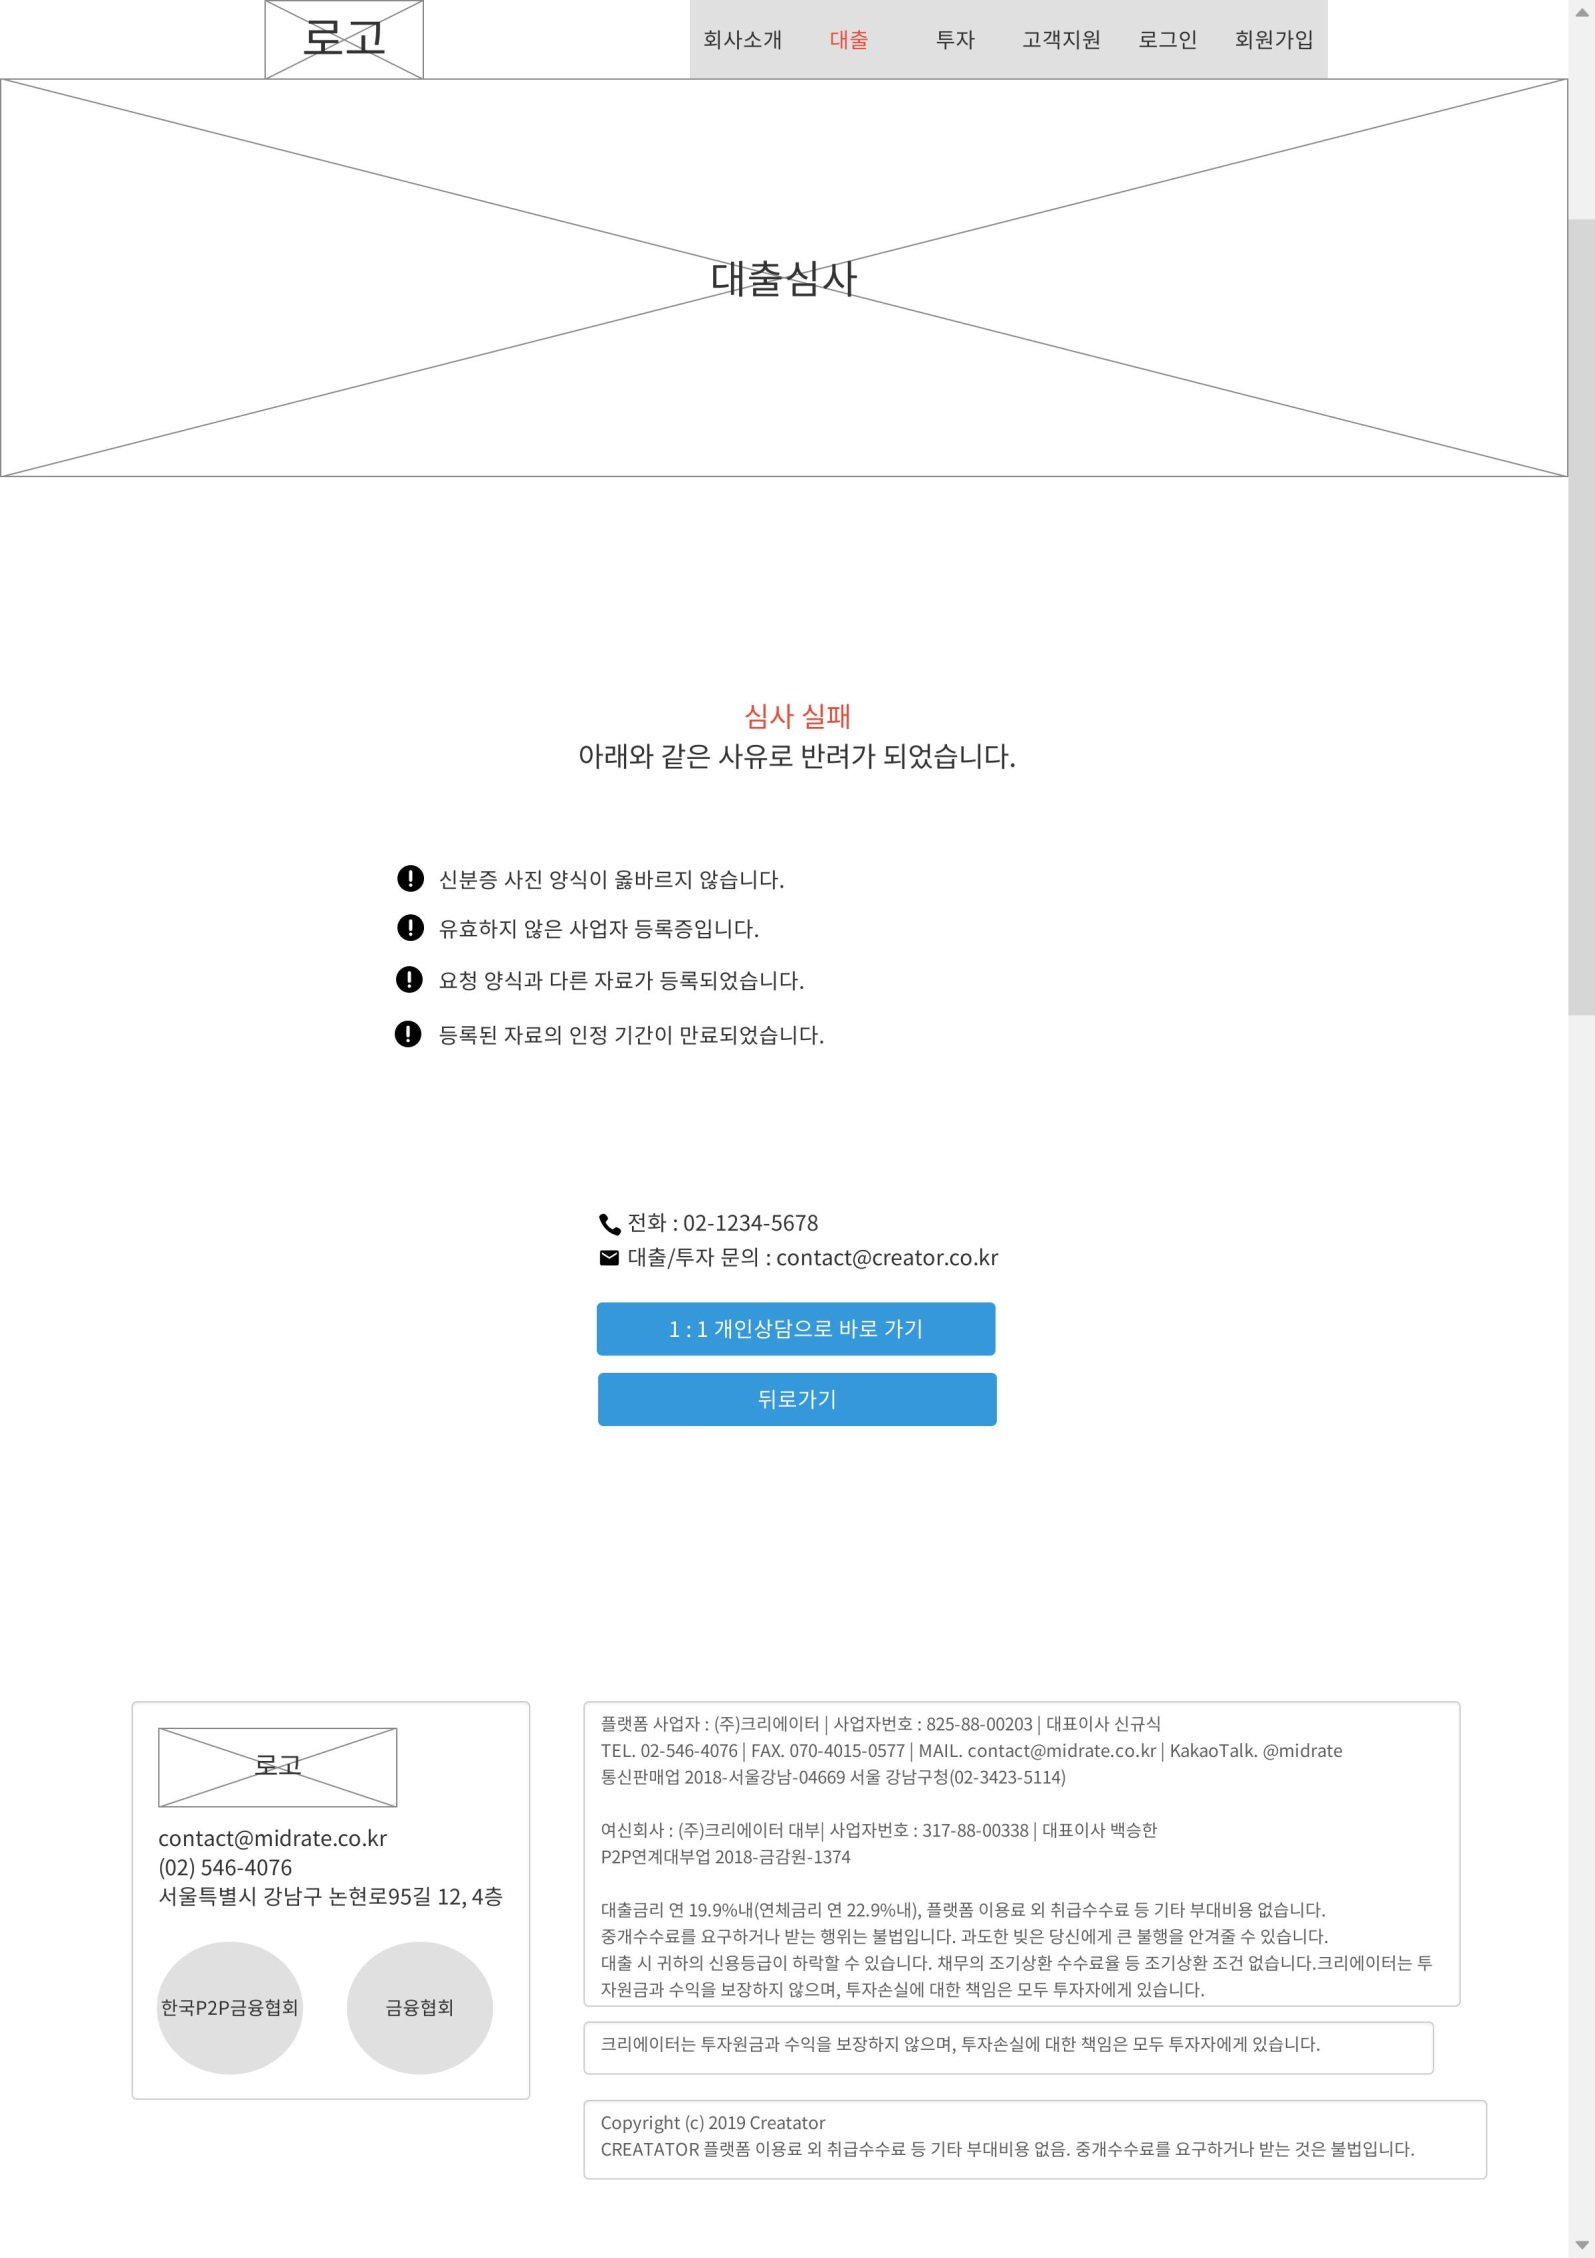 로고
회사소개 대출 투자 고객지원 로그인 회원가입
대출심사
심사 실패
아래와 같은 사유로 반려가 되었습니다.
신분증 사진 양식이 옳바르지 않습니다.
유효하지 않은 사업자 등록증입니다.
요청 양식과 다른 자료가 등록되었습니다.
등록된 자료의 인정 기간이 만료되었습니다.
전화 : 02-1234-5678
대출/투자 문의 : contact@creator.co.kr
1 : 1 개인상담으로 바로 가기
뒤로가기
로고
contact@midrate.co.kr
(02) 546-4076
서울특별시 강남구 논현로95길 12, 4층
한국P2P금융협회 금융협회
플랫폼 사업자 : (주)크리에이터 | 사업자번호 : 825-88-00203 | 대표이사 신규식
TEL. 02-546-4076 | FAX. 070-4015-0577 | MAIL. contact@midrate.co.kr | KakaoTalk. @midrate
통신판매업 2018-서울강남-04669 서울 강남구청(02-3423-5114)
여신회사 : (주)크리에이터 대부| 사업자번호 : 317-88-00338 | 대표이사 백승한
P2P연계대부업 2018-금감원-1374
대출금리 연 19.9%내(연체금리 연 22.9%내), 플랫폼 이용료 외 취급수수료 등 기타 부대비용 없습니다.
중개수수료를 요구하거나 받는 행위는 불법입니다. 과도한 빚은 당신에게 큰 불행을 안겨줄 수 있습니다.
대출 시 귀하의 신용등급이 하락할 수 있습니다. 채무의 조기상환 수수료율 등 조기상환 조건 없습니다.크리에이터는 투
자원금과 수익을 보장하지 않으며, 투자손실에 대한 책임은 모두 투자자에게 있습니다.
크리에이터는 투자원금과 수익을 보장하지 않으며, 투자손실에 대한 책임은 모두 투자자에게 있습니다.
Copyright (c) 2019 Creatator
CREATATOR 플랫폼 이용료 외 취급수수료 등 기타 부대비용 없음. 중개수수료를 요구하거나 받는 것은 불법입니다.